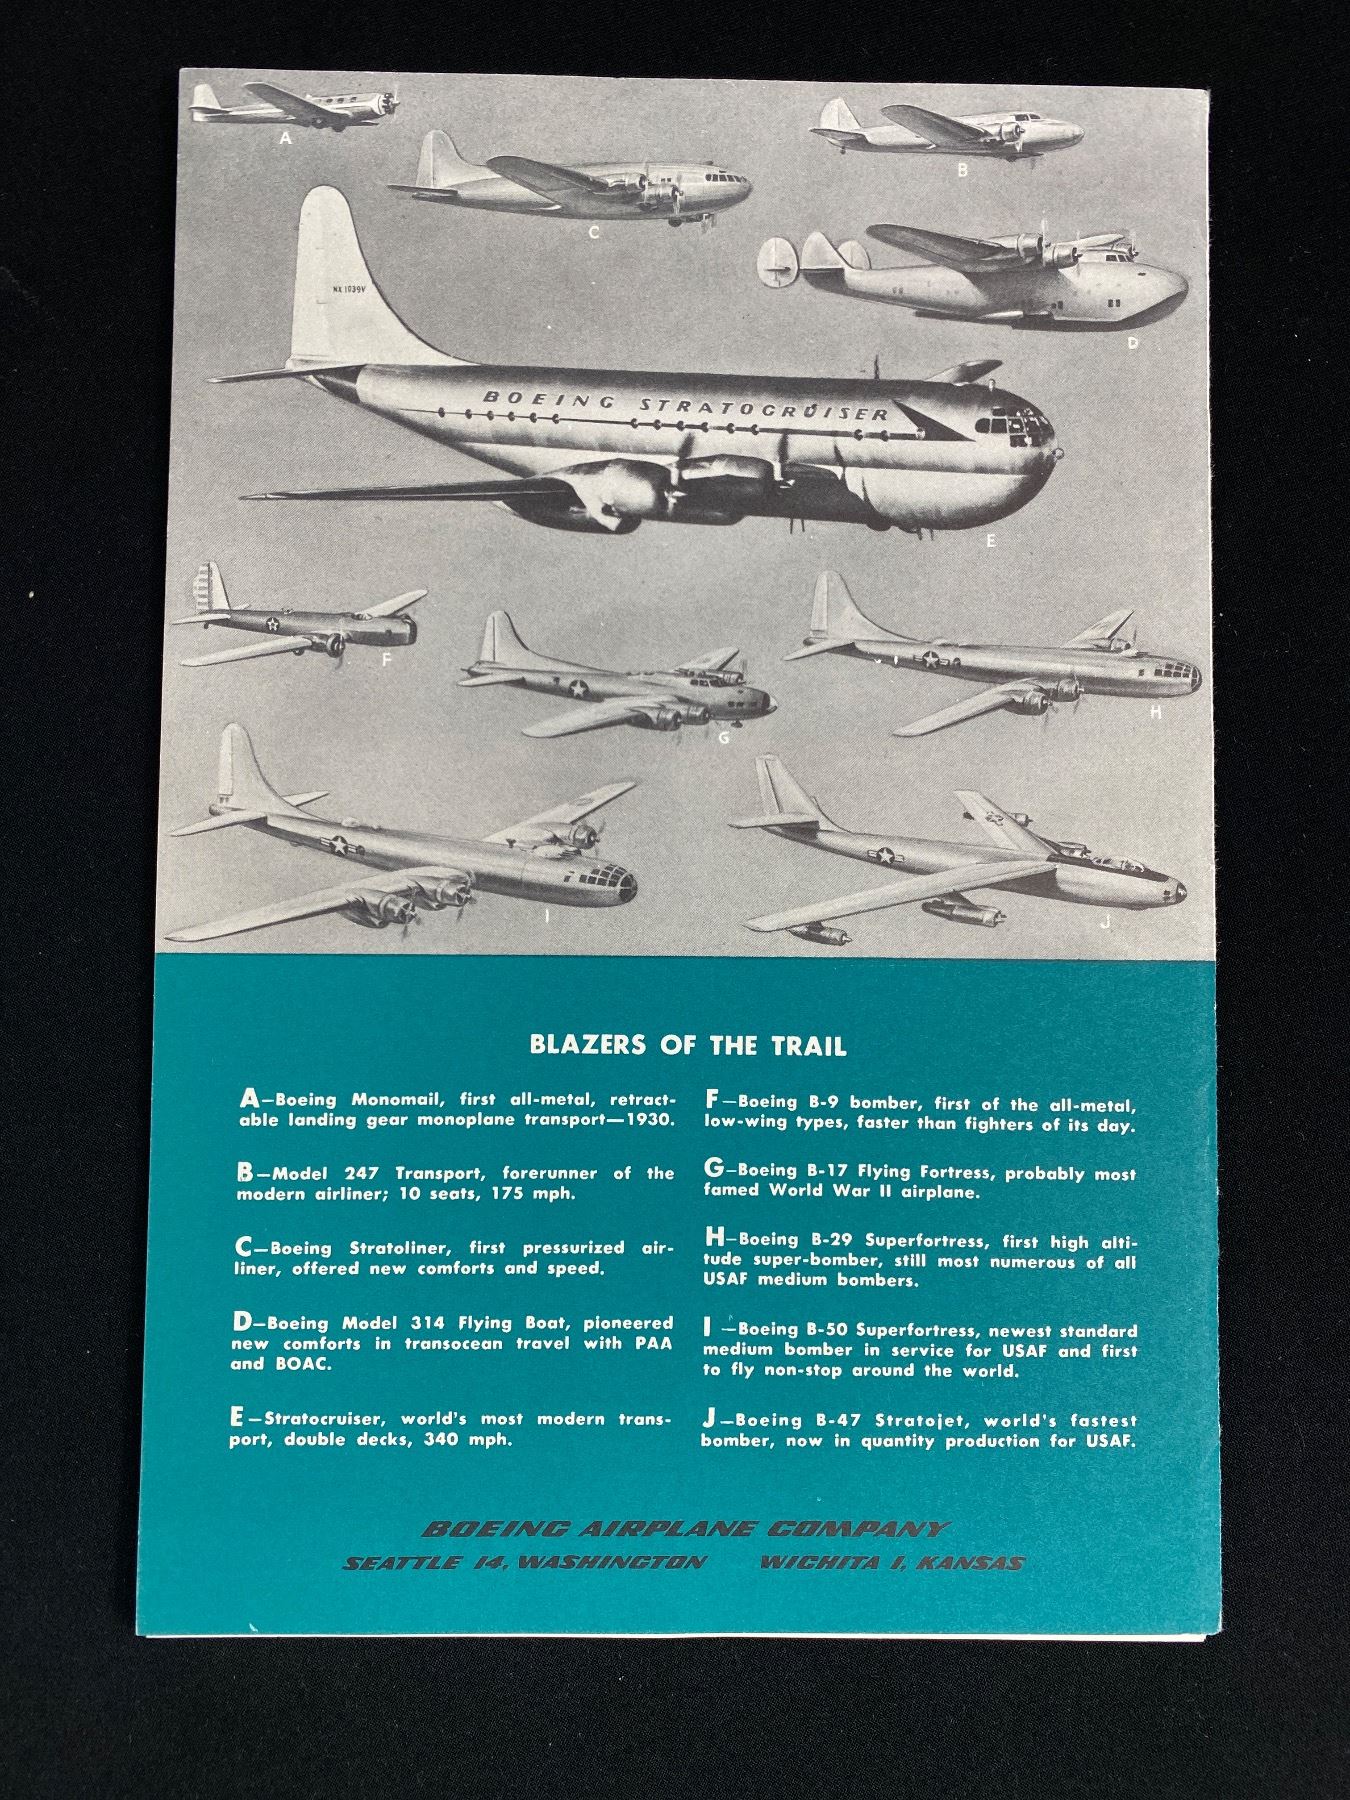 A
B
C
NX1039V
D
BOEING STRATOCRUISER
E
F
G
H
I
J
BLAZERS OF THE TRAIL
A—Boeing Monomail, first all-metal, retract-
able landing gear monoplane transport—1930.
B—Model 247 Transport, forerunner of the
modern airliner; 10 seats, 175 mph.
C—Boeing Stratoliner, first pressurized air-
liner, offered new comforts and speed.
D—Boeing Model 314 Flying Boat, pioneered
new comforts in transocean travel with PAA
and BOAC.
E—Stratocruiser, world's most modern trans-
port, double decks, 340 mph.
F—Boeing B-9 bomber, first of the all-metal,
low-wing types, faster than fighters of its day.
G—Boeing B-17 Flying Fortress, probably most
famed World War II airplane.
H—Boeing B-29 Superfortress, first high alti-
tude super-bomber, still most numerous of all
USAF medium bombers.
I—Boeing B-50 Superfortress, newest standard
medium bomber in service for USAF and first
to fly non-stop around the world.
J—Boeing B-47 Stratojet, world's fastest
bomber, now in quantity production for USAF.
BOEING AIRPLANE COMPANY
SEATTLE 14, WASHINGTON WICHITA 1, KANSAS